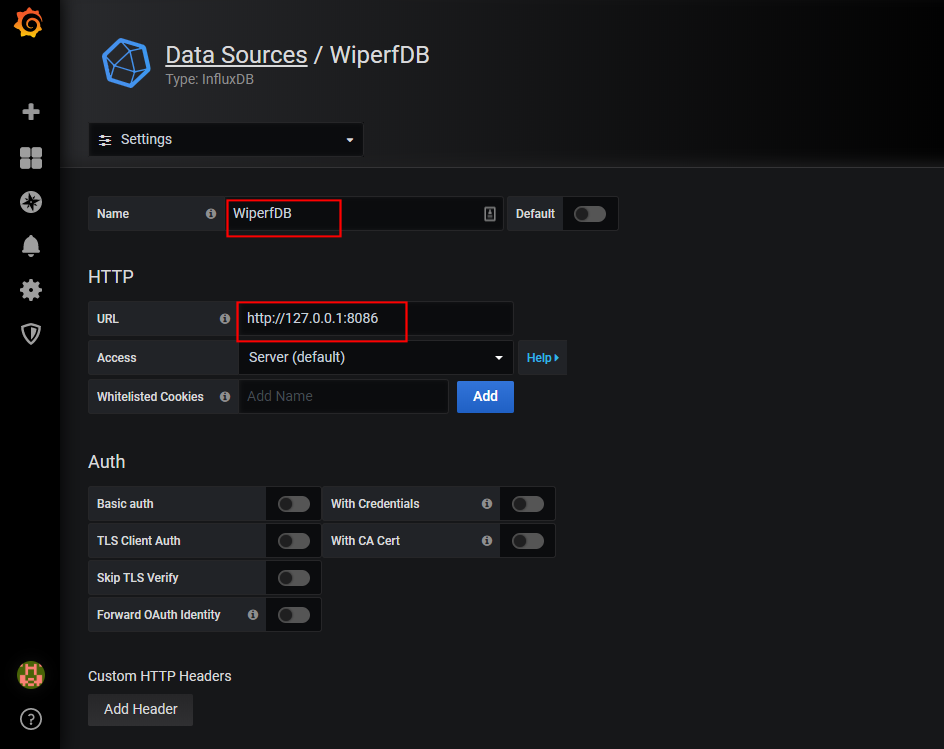 Data Sources / WiperfDB
Type: InfluxDB
Settings
Name WiperfDB Default
HTTP
URL http://127.0.0.1:8086
Access Server (default) Help
Whitelisted Cookies Add Name Add
Auth
Basic auth With Credentials
TLS Client Auth With CA Cert
Skip TLS Verify
Forward OAuth Identity
Custom HTTP Headers
Add Header